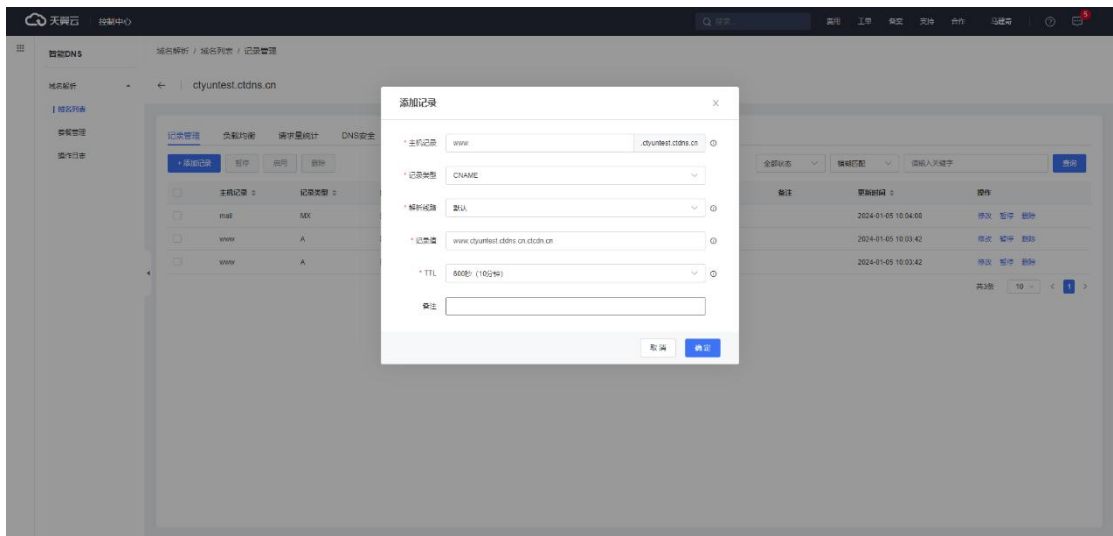 天翼云 控制中心 搜索 费用 工单 备案 支持 合作 5
智能DNS 域名解析 / 域名列表 / 记录管理
域名解析 ← ctyuntest.ctdns.cn
域名列表
套餐管理
操作日志
记录管理 负载均衡 请求量统计 DNS安全
+ 添加记录 暂停 启用 删除 全部状态 模糊匹配 请输入关键字 查询
主机记录 记录类型 备注 更新时间 操作
mail MX 2024-01-05 10:04:00 修改 暂停 删除
www A 2024-01-05 10:03:42 修改 暂停 删除
www A 2024-01-05 10:03:42 修改 暂停 删除
共3条 10 1
添加记录
* 主机记录 www .ctyuntest.ctdns.cn
* 记录类型 CNAME
* 解析线路 默认
* 记录值 www.ctyuntest.ctdns.cn.ctcdn.cn
* TTL 600秒（10分钟）
备注
取消 确定